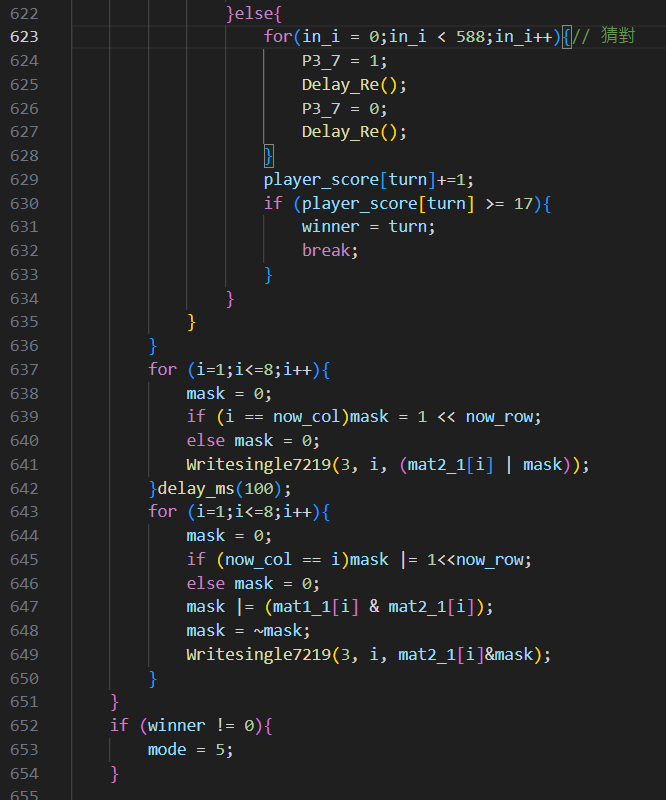 622 }else{
623 for(in_i = 0;in_i < 588;in_i++){// 猜對
624 P3_7 = 1;
625 Delay_Re();
626 P3_7 = 0;
627 Delay_Re();
628 }
629 player_score[turn]+=1;
630 if (player_score[turn] >= 17){
631 winner = turn;
632 break;
633 }
634 }
635 }
636 }
637 for (i=1;i<=8;i++){
638 mask = 0;
639 if (i == now_col)mask = 1 << now_row;
640 else mask = 0;
641 Writesingle7219(3, i, (mat2_1[i] | mask));
642 }delay_ms(100);
643 for (i=1;i<=8;i++){
644 mask = 0;
645 if (now_col == i)mask |= 1<<now_row;
646 else mask = 0;
647 mask |= (mat1_1[i] & mat2_1[i]);
648 mask = ~mask;
649 Writesingle7219(3, i, mat2_1[i]&mask);
650 }
651 }
652 if (winner != 0){
653 mode = 5;
654 }
655